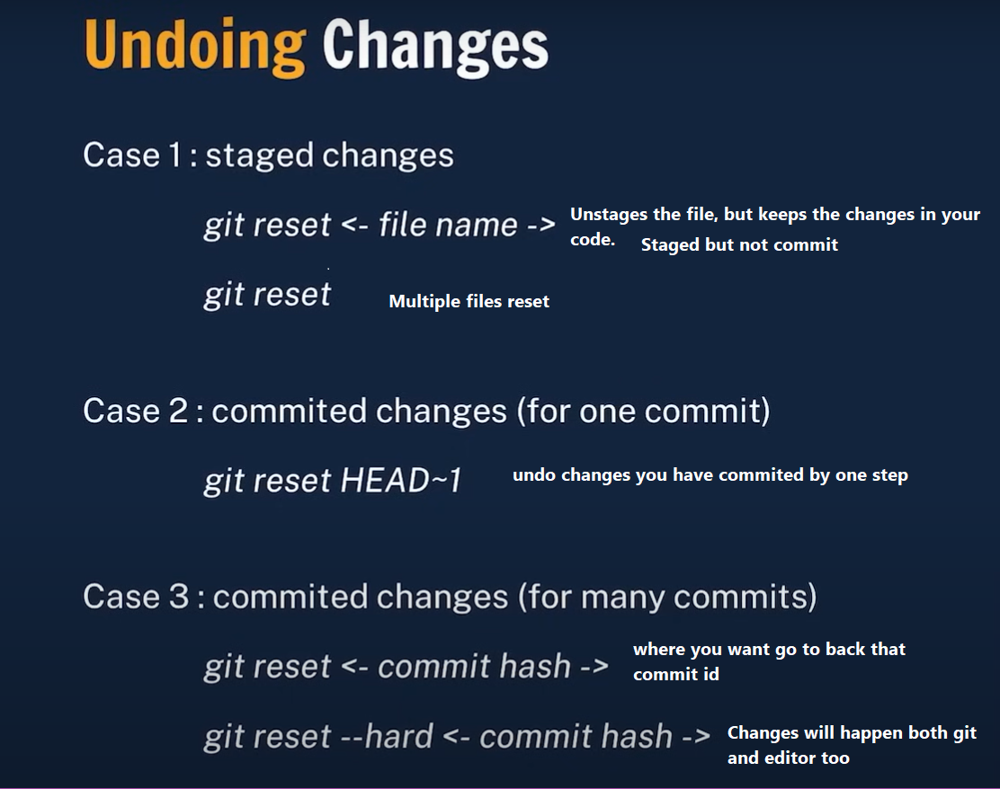 Undoing Changes
Case 1 : staged changes
git reset <- file name ->
Unstages the file, but keeps the changes in your
code.
Staged but not commit
git reset
Multiple files reset
Case 2 : commited changes (for one commit)
git reset HEAD~1
undo changes you have commited by one step
Case 3 : commited changes (for many commits)
git reset <- commit hash ->
where you want go to back that
commit id
git reset --hard <- commit hash ->
Changes will happen both git
and editor too